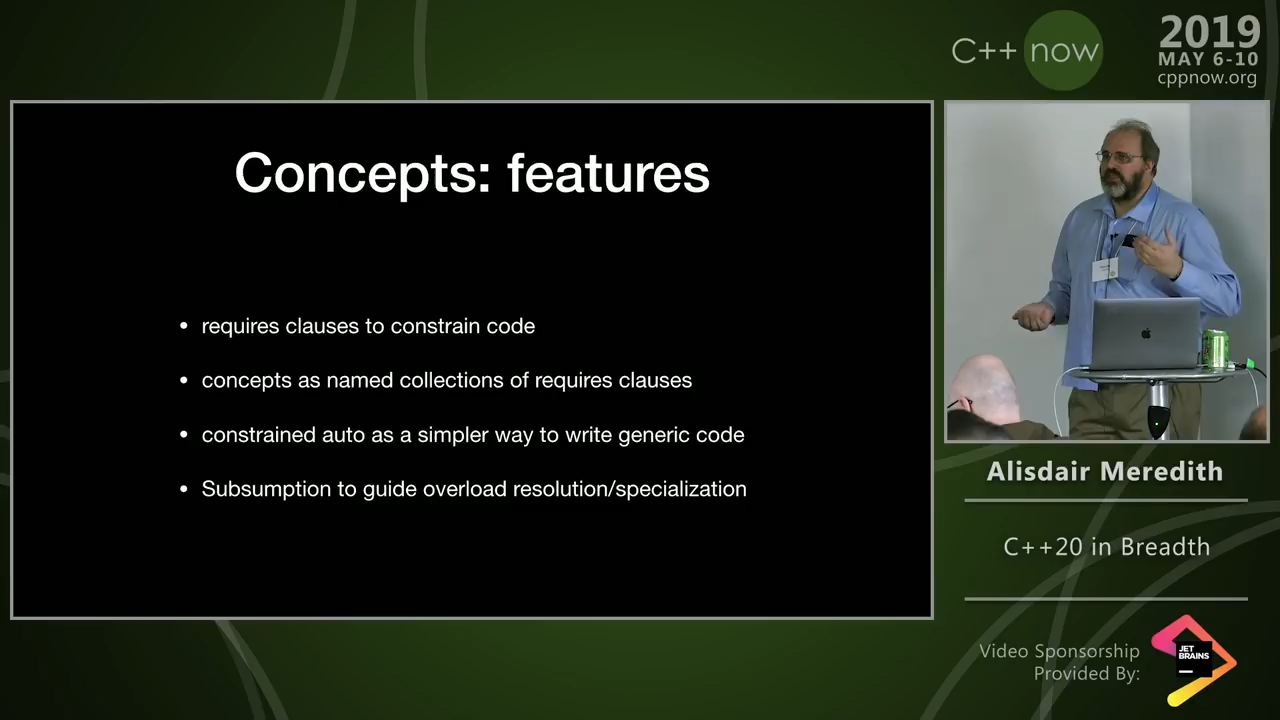 C++ now
2019
MAY 6-10
cppnow.org
Concepts: features
• requires clauses to constrain code
• concepts as named collections of requires clauses
• constrained auto as a simpler way to write generic code
• Subsumption to guide overload resolution/specialization
Alisdair Meredith
C++20 in Breadth
Video Sponsorship
Provided By:
JET
BRAINS